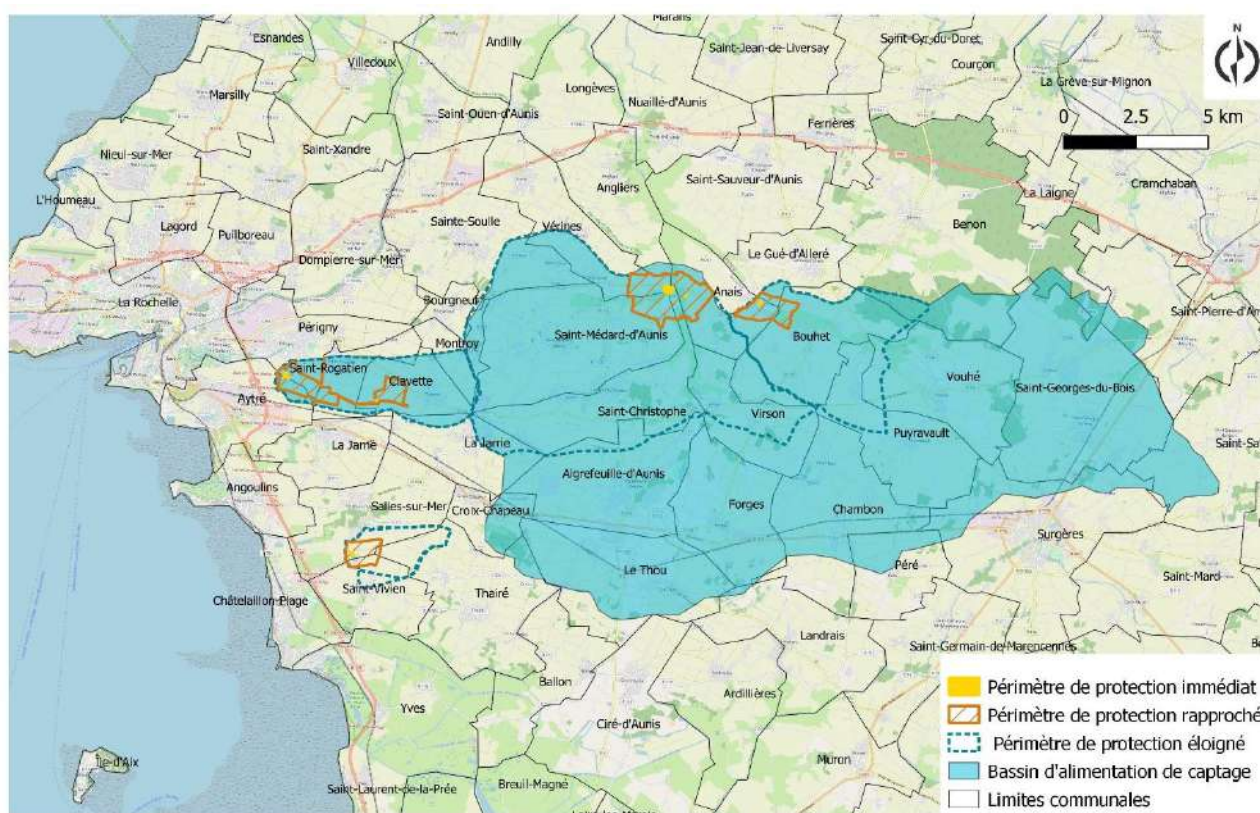 Marans
Esnandes
Andilly
Saint-Jean-de-Liversay
Saint-Cyr-du-Doret
N
Villedoux
Courçon
Longèves
La Grève-sur-Mignon
Marsilly
Nuaillé-d'Aunis
Saint-Ouen-d'Aunis
0 2.5 5 km
Ferrières
Nieul-sur-Mer
Saint-Xandre
Angliers
Saint-Sauveur-d'Aunis
Cramchaban
La Laigne
L'Houmeau
Lagord
Puilboreau
Sainte-Soulle
Vérines
Benon
Dompierre-sur-Mer
Le Gué-d'Alleré
La Rochelle
Bourgneuf
Anais
Périgny
Saint-Pierre-d'Am
Montroy
Saint-Médard-d'Aunis
Bouhet
Saint-Rogatien
Clavette
Vouhé
Saint-Georges-du-Bois
Aytré
Saint-Christophe
Virson
La Jarne
La Jarrie
Puyravault
Saint-Sa
Aigrefeuille-d'Aunis
Angoulins
Salles-sur-Mer
Croix-Chapeau
Forges
Chambon
Surgères
Péré
Le Thou
Saint-Mard
Saint-Vivien
Thairé
Châtelaillon-Plage
Landrais
Saint-Germain-de-Marencennes
Ballon
Ardillières
Yves
Ciré-d'Aunis
Île-d'Aix
Muron
Saint-Laurent-de-la-Prée
Breuil-Magné
Périmètre de protection immédiat
Périmètre de protection rapproché
Périmètre de protection éloigné
Bassin d'alimentation de captage
Limites communales